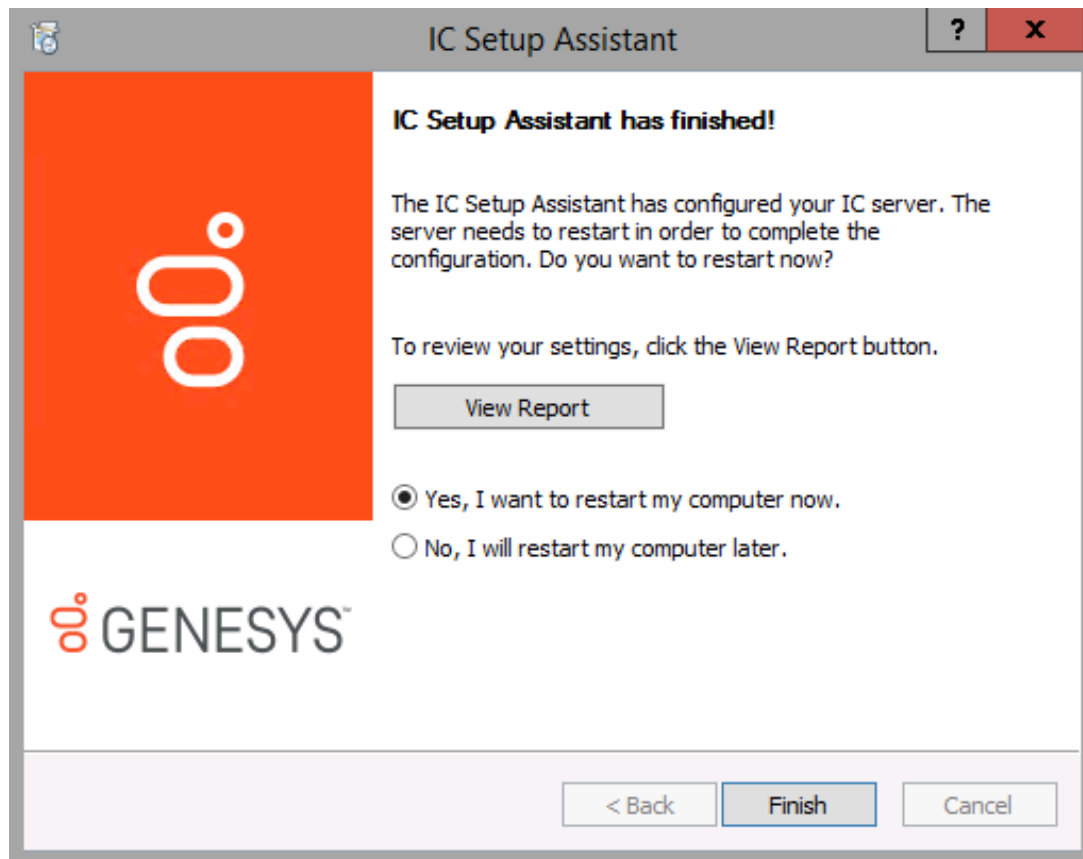 IC Setup Assistant
?
x
IC Setup Assistant has finished!
The IC Setup Assistant has configured your IC server. The
server needs to restart in order to complete the
configuration. Do you want to restart now?
To review your settings, click the View Report button.
View Report
Yes, I want to restart my computer now.
No, I will restart my computer later.
GENESYS™
< Back
Finish
Cancel